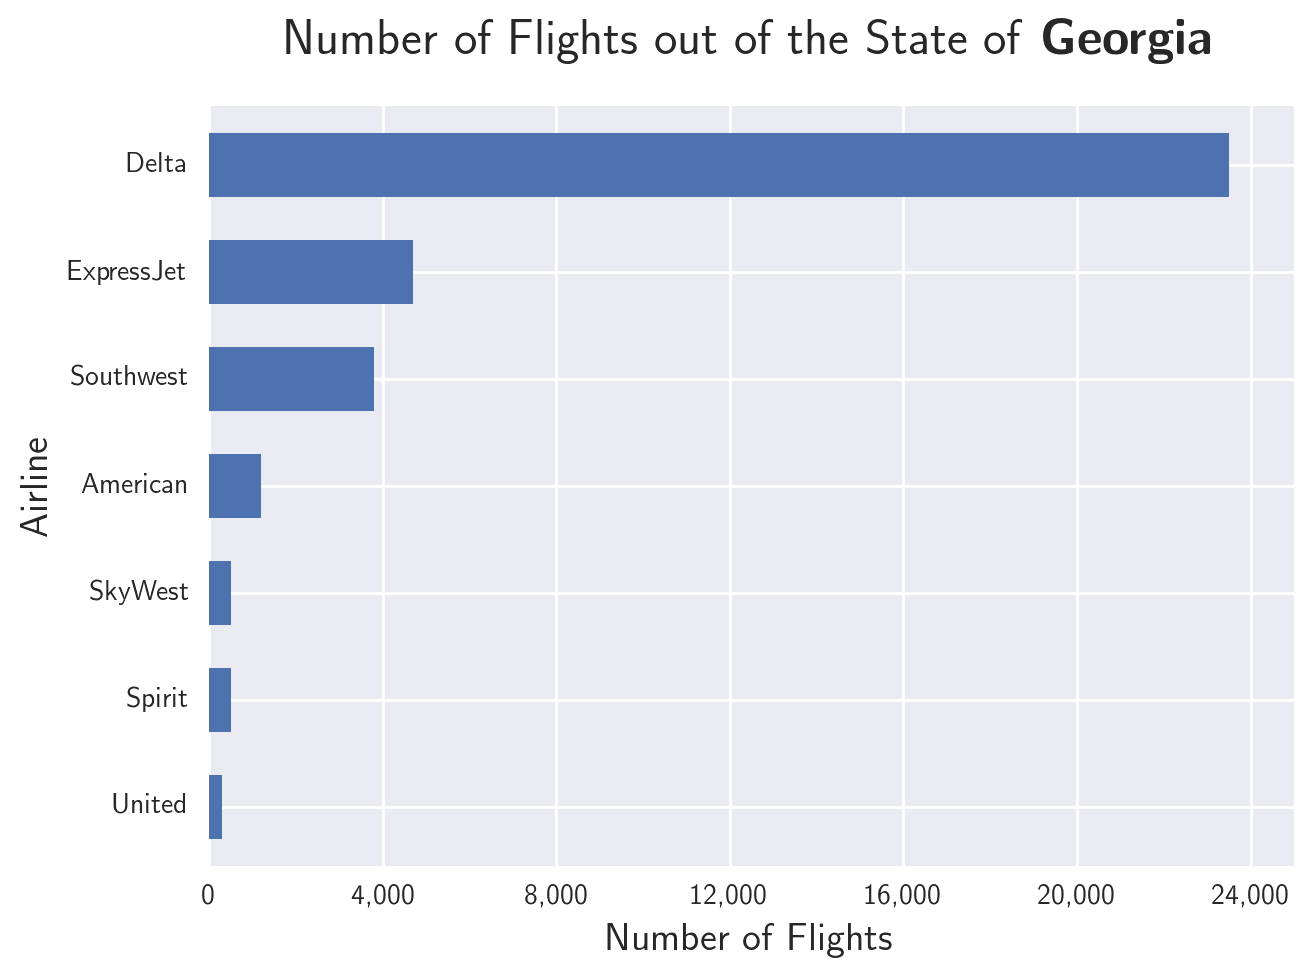 Number of Flights out of the State of Georgia
Delta
ExpressJet
Southwest
American
SkyWest
Spirit
United
Airline
0 4,000 8,000 12,000 16,000 20,000 24,000
Number of Flights